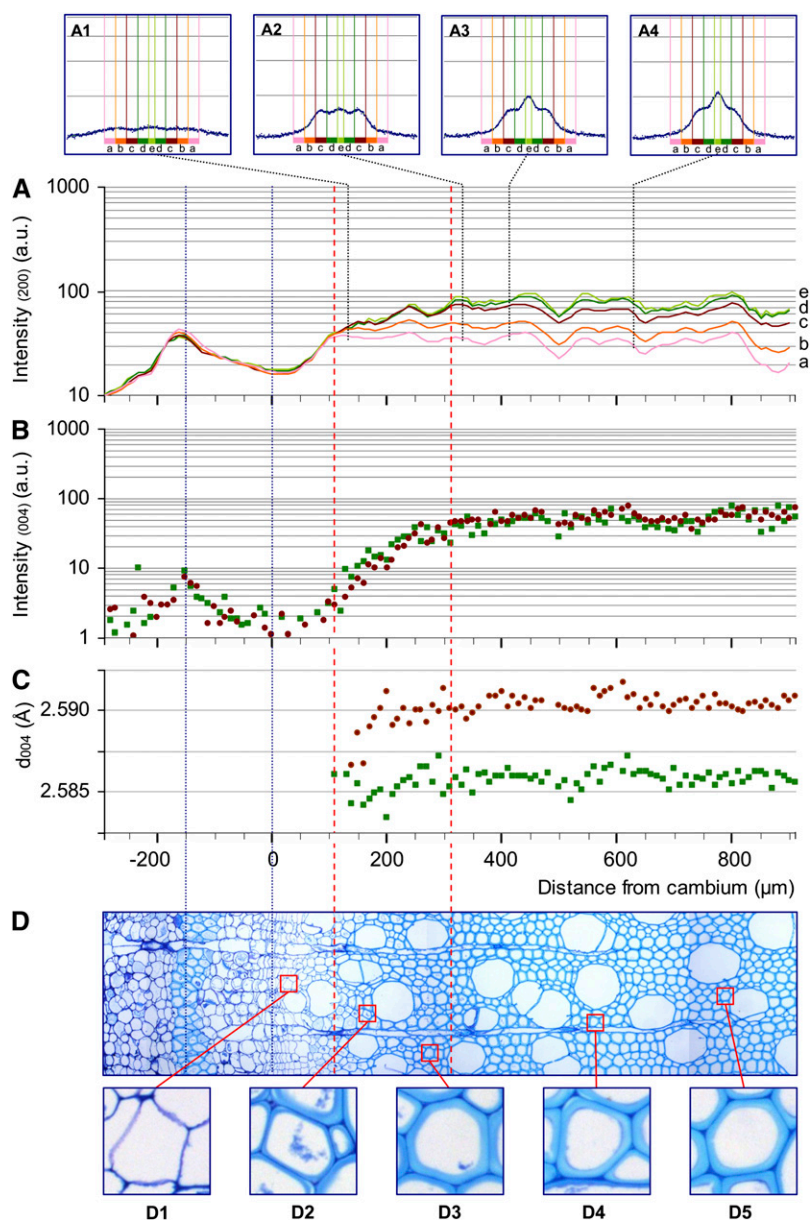 A1 A2 A3 A4
a b c d e d c b a a b c d e d c b a a b c d e d c b a a b c d e d c b a
A
Intensity (200) (a.u.)
1000
100
10
e
d
c
b
a
B
Intensity (004) (a.u.)
1000
100
10
1
C
d004 (Å)
2.590
2.585
-200 0 200 400 600 800
Distance from cambium (µm)
D
D1 D2 D3 D4 D5